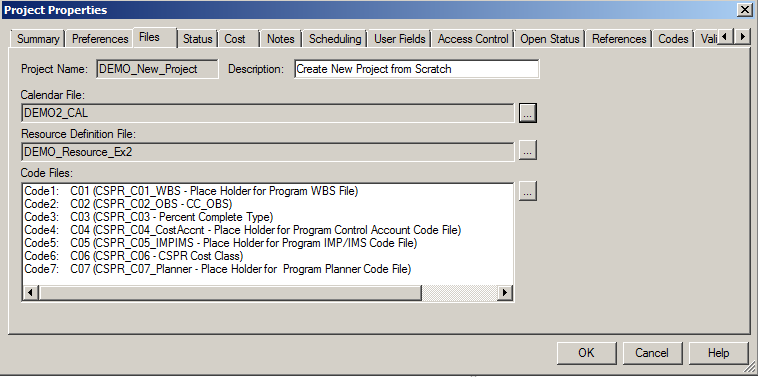 Project Properties
Summary Preferences Files Status Cost Notes Scheduling User Fields Access Control Open Status References Codes Vali
Project Name: DEMO_New_Project Description: Create New Project from Scratch
Calendar File:
DEMO2_CAL
...
Resource Definition File:
DEMO_Resource_Ex2
...
Code Files:
Code1: C01 (CSPR_C01_WBS - Place Holder for Program WBS File)
...
Code2: C02 (CSPR_C02_OBS - CC_OBS)
Code3: C03 (CSPR_C03 - Percent Complete Type)
Code4: C04 (CSPR_C04_CostAccnt - Place Holder for Program Control Account Code File)
Code5: C05 (CSPR_C05_IMPIMS - Place Holder for Program IMP/IMS Code File)
Code6: C06 (CSPR_C06 - CSPR Cost Class)
Code7: C07 (CSPR_C07_Planner - Place Holder for  Program Planner Code File)
OK Cancel Help